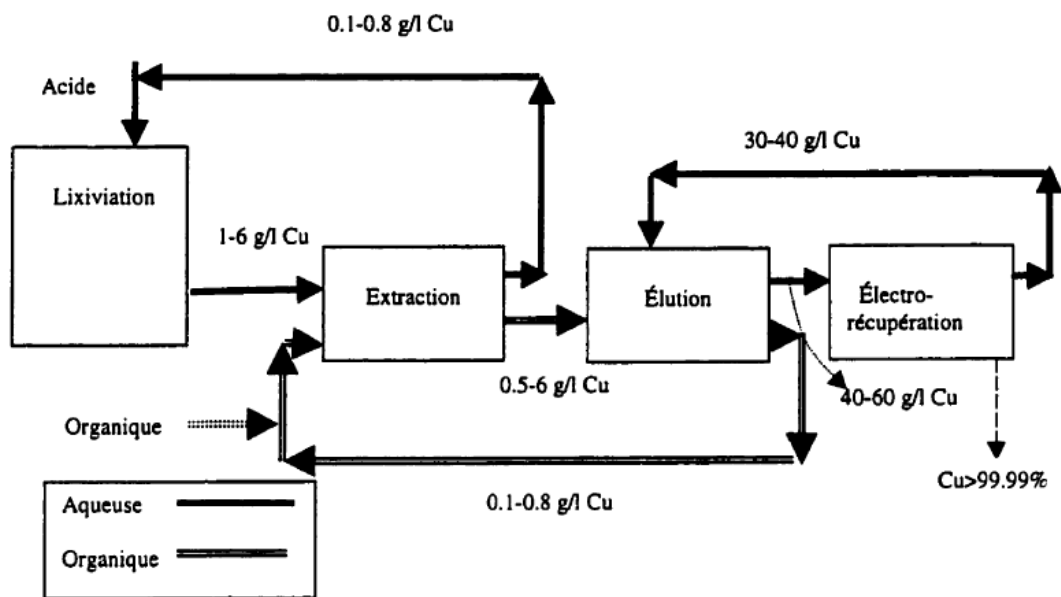 0.1-0.8 g/l Cu
Acide
30-40 g/l Cu
Lixiviation
1-6 g/l Cu
Extraction
Élution
Électro-
récupération
0.5-6 g/l Cu
40-60 g/l Cu
Organique
Cu>99.99%
0.1-0.8 g/l Cu
Aqueuse
Organique